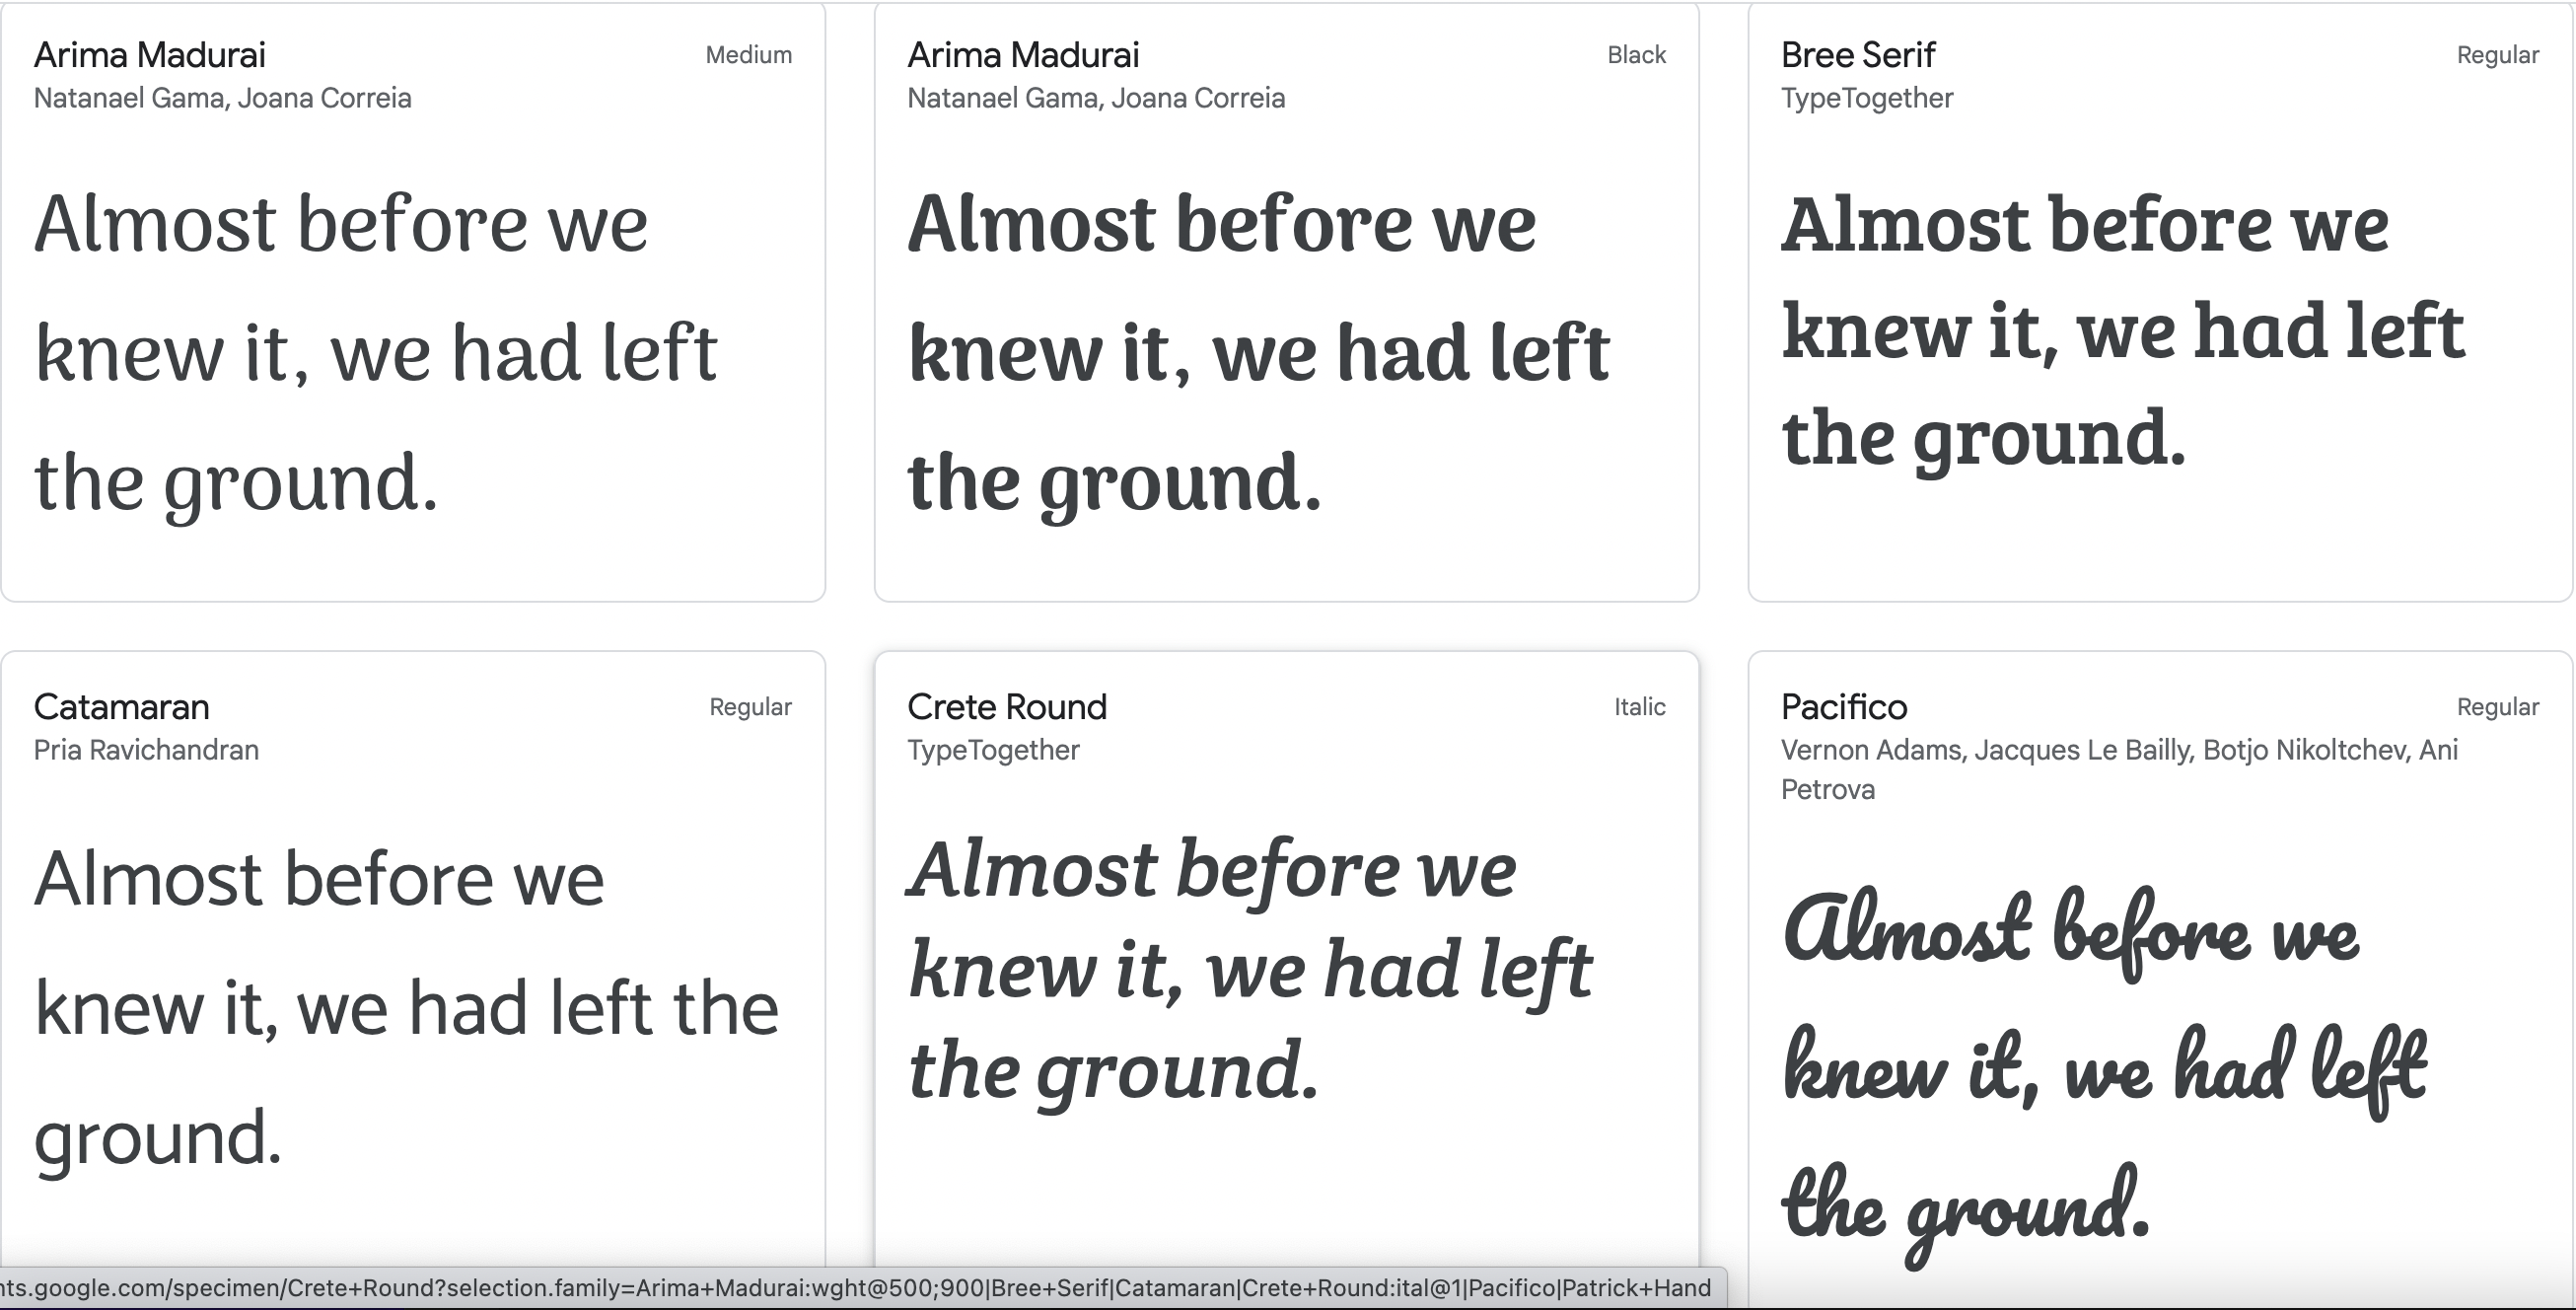 Arima Madurai
Medium
Natanael Gama, Joana Correia
Almost before we
knew it, we had left
the ground.
Arima Madurai
Black
Natanael Gama, Joana Correia
Almost before we
knew it, we had left
the ground.
Bree Serif
Regular
TypeTogether
Almost before we
knew it, we had left
the ground.
Catamaran
Regular
Pria Ravichandran
Almost before we
knew it, we had left the
ground.
Crete Round
Italic
TypeTogether
Almost before we
knew it, we had left
the ground.
Pacifico
Regular
Vernon Adams, Jacques Le Bailly, Botjo Nikoltchev, Ani
Petrova
Almost before we
knew it, we had left
the ground.
nts.google.com/specimen/Crete+Round?selection.family=Arima+Madurai:wght@500;900|Bree+Serif|Catamaran|Crete+Round:ital@1|Pacifico|Patrick+Hand